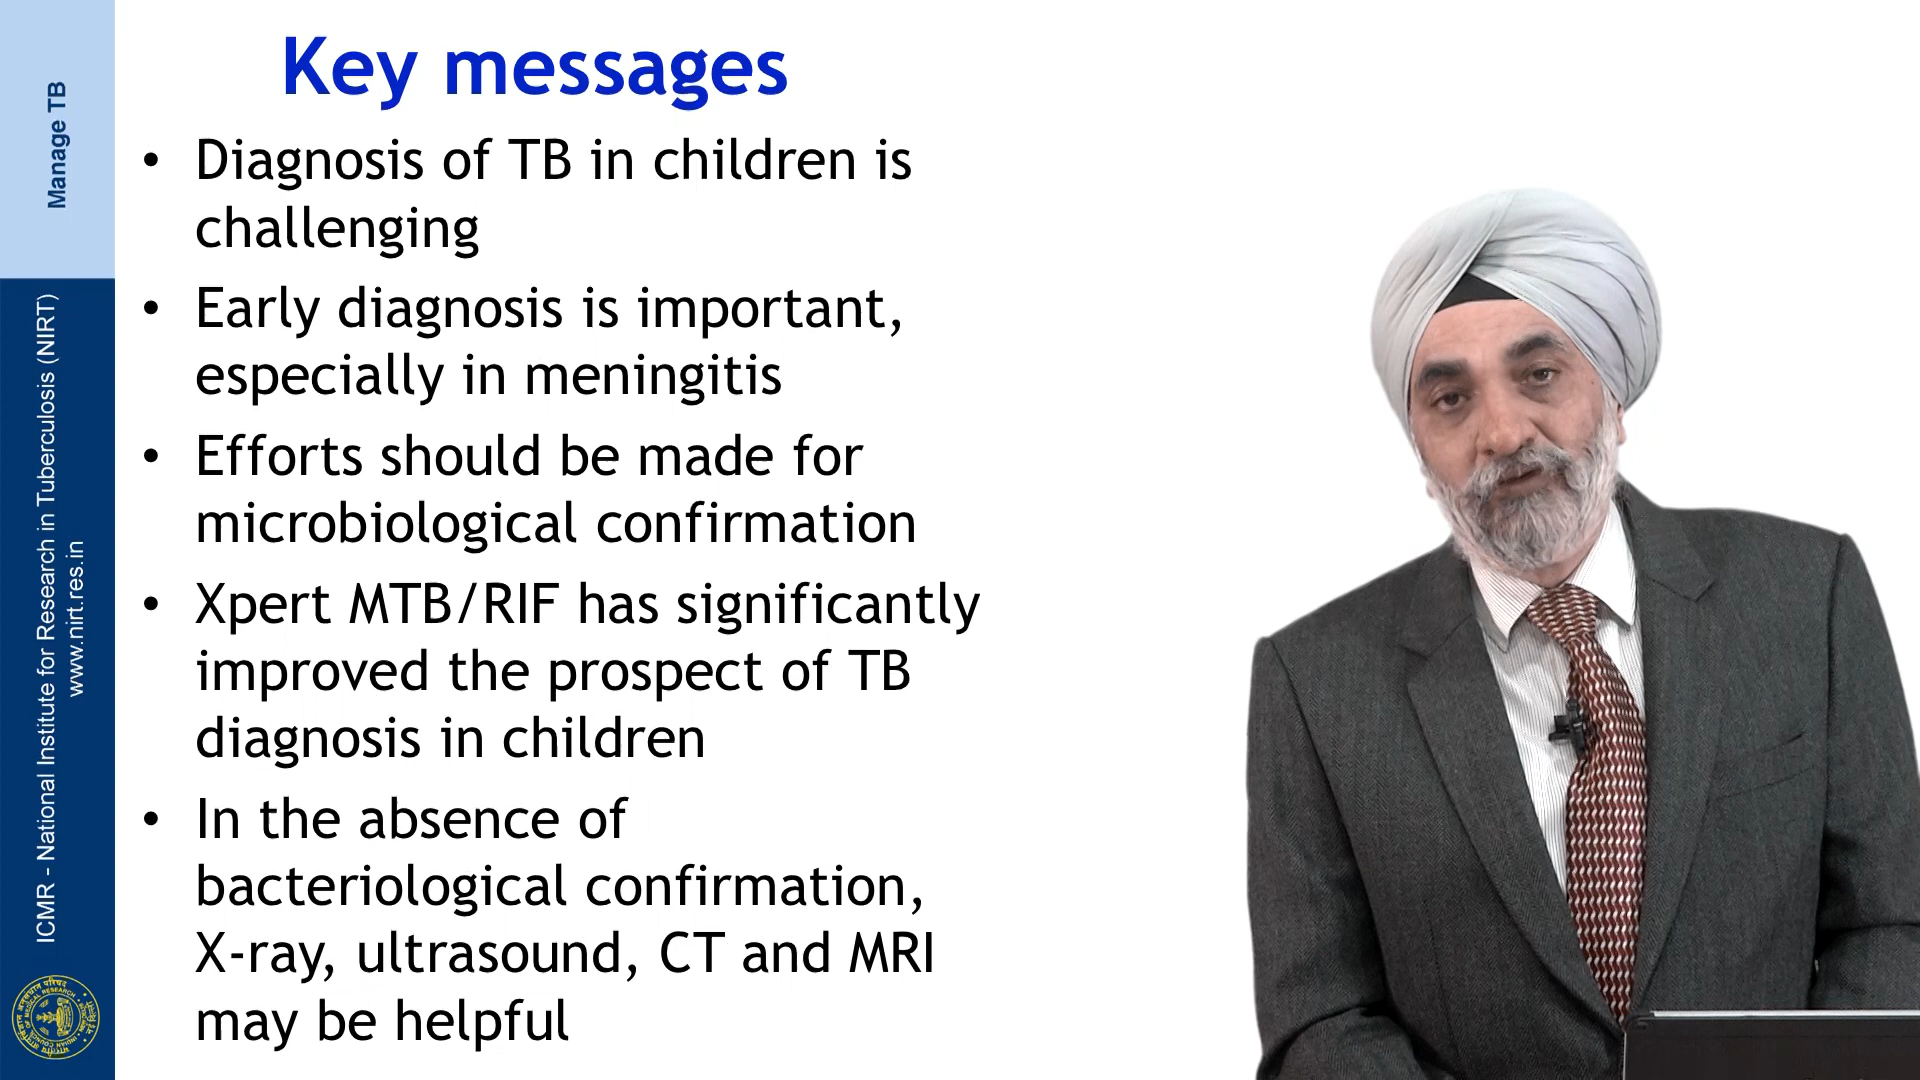 Manage TB
ICMR - National Institute for Research in Tuberculosis (NIRT)
www.nirt.res.in
Key messages
• Diagnosis of TB in children is
challenging
• Early diagnosis is important,
especially in meningitis
• Efforts should be made for
microbiological confirmation
• Xpert MTB/RIF has significantly
improved the prospect of TB
diagnosis in children
• In the absence of
bacteriological confirmation,
X-ray, ultrasound, CT and MRI
may be helpful